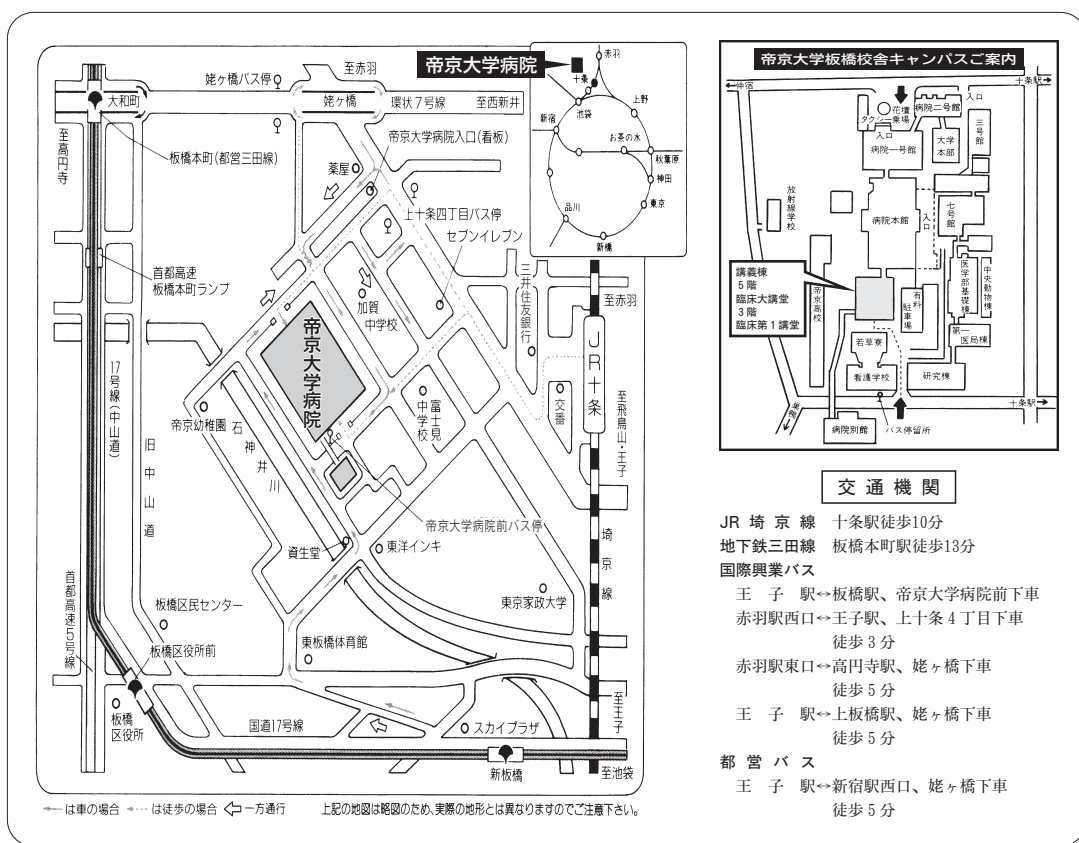 帝京大学病院
赤羽
十条
池袋
上野
新宿
お茶の水
秋葉原
神田
東京
品川
新橋
姥ヶ橋バス停
至赤羽
大和町
姥ヶ橋
環状7号線
至西新井
至高円寺
板橋本町(都営三田線)
帝京大学病院入口(看板)
薬屋
上十条四丁目バス停
セブンイレブン
首都高速
板橋本町ランプ
加賀
中学校
三井住友銀行
至赤羽
JR十条
帝京大学病院
17号線(中山道)
旧中山道
帝京幼稚園
石神井川
富士見
中学校
交番
至飛鳥山・王子
帝京大学病院前バス停
資生堂
東洋インキ
埼京線
東京家政大学
首都高速5号線
板橋区民センター
東板橋体育館
板橋区役所前
板橋
区役所
国道17号線
スカイプラザ
至王子
新板橋
至池袋
は車の場合
は徒歩の場合
一方通行
上記の地図は略図のため、実際の地形とは異なりますのでご注意下さい。
帝京大学板橋校舎キャンパスご案内
仲宿
十条駅
花壇
タクシー乗場
病院二号館
入口
入口
三号館
病院一号館
大学
本部
放射線学校
病院本館
入口
七号館
講義棟
5階
臨床大講堂
3階
臨床第1講堂
帝京高校
有料
駐車場
医学部基礎棟
中央動物棟
第一
医局棟
若草寮
看護学校
研究棟
巣鴨
十条駅
病院別館
バス停留所
交通機関
JR埼京線 十条駅徒歩10分
地下鉄三田線 板橋本町駅徒歩13分
国際興業バス
王子駅↔板橋駅、帝京大学病院前下車
赤羽駅西口↔王子駅、上十条4丁目下車
徒歩3分
赤羽駅東口↔高円寺駅、姥ヶ橋下車
徒歩5分
王子駅↔上板橋駅、姥ヶ橋下車
徒歩5分
都営バス
王子駅↔新宿駅西口、姥ヶ橋下車
徒歩5分